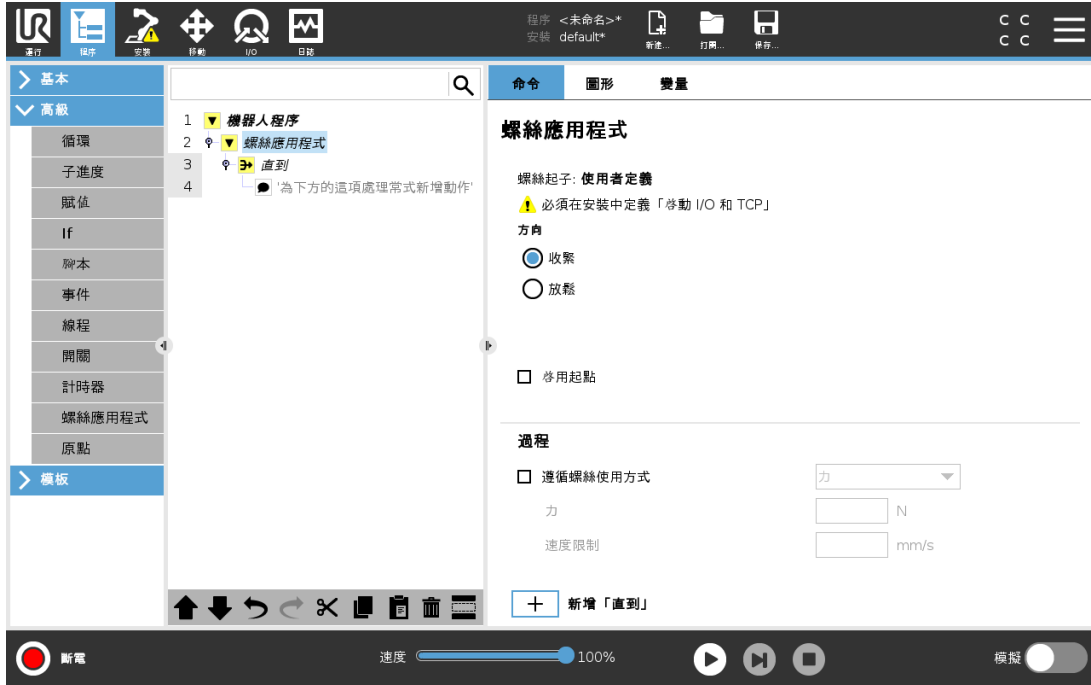 運行
程序
安裝
移動
I/O
日誌
程序 <未命名>*
安裝 default*
新建...
打開...
保存...
C C
C C
基本
高級
循環
子進度
賦值
If
腳本
事件
線程
開關
計時器
螺絲應用程式
原點
模板
1 機器人程序
2 螺絲應用程式
3 直到
4 '為下方的這項處理常式新增動作'
命令
圖形
變量
螺絲應用程式
螺絲起子: 使用者定義
必須在安裝中定義「啟動 I/O 和 TCP」
方向
收緊
放鬆
啟用起點
過程
遵循螺絲使用方式
力
力
N
速度限制
mm/s
新增「直到」
斷電
速度
100%
模擬